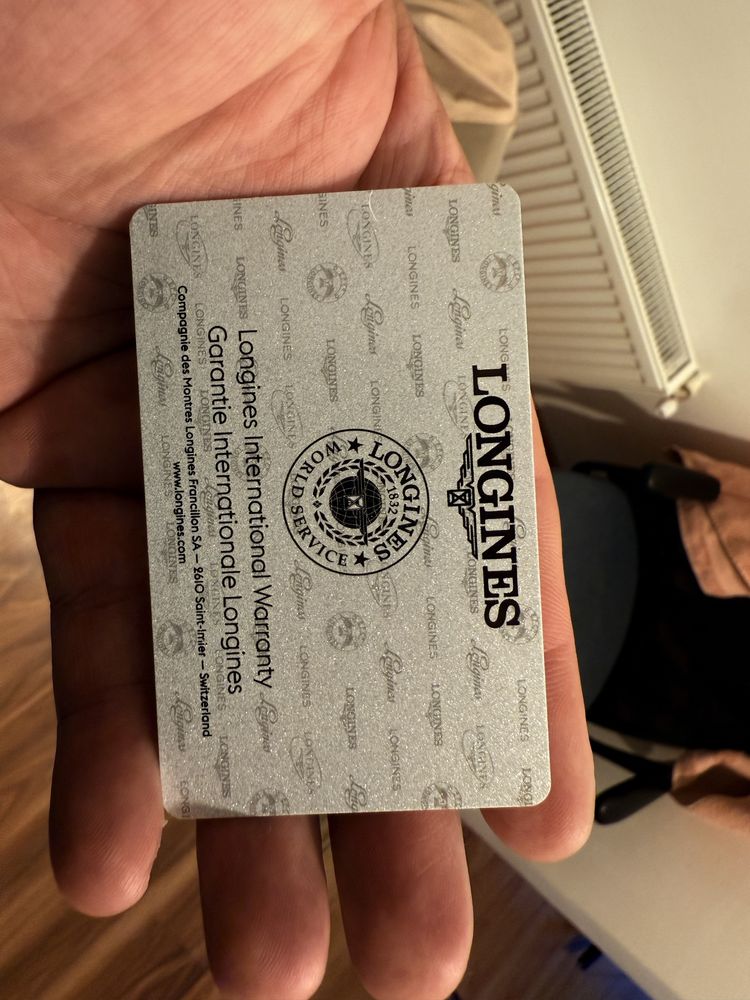 LONGINES
LONGINES
1832
WORLD SERVICE
Longines International Warranty
Garantie Internationale Longines
Compagnie des Montres Longines Francillon SA – 2610 Saint-Imier – Switzerland
www.longines.com